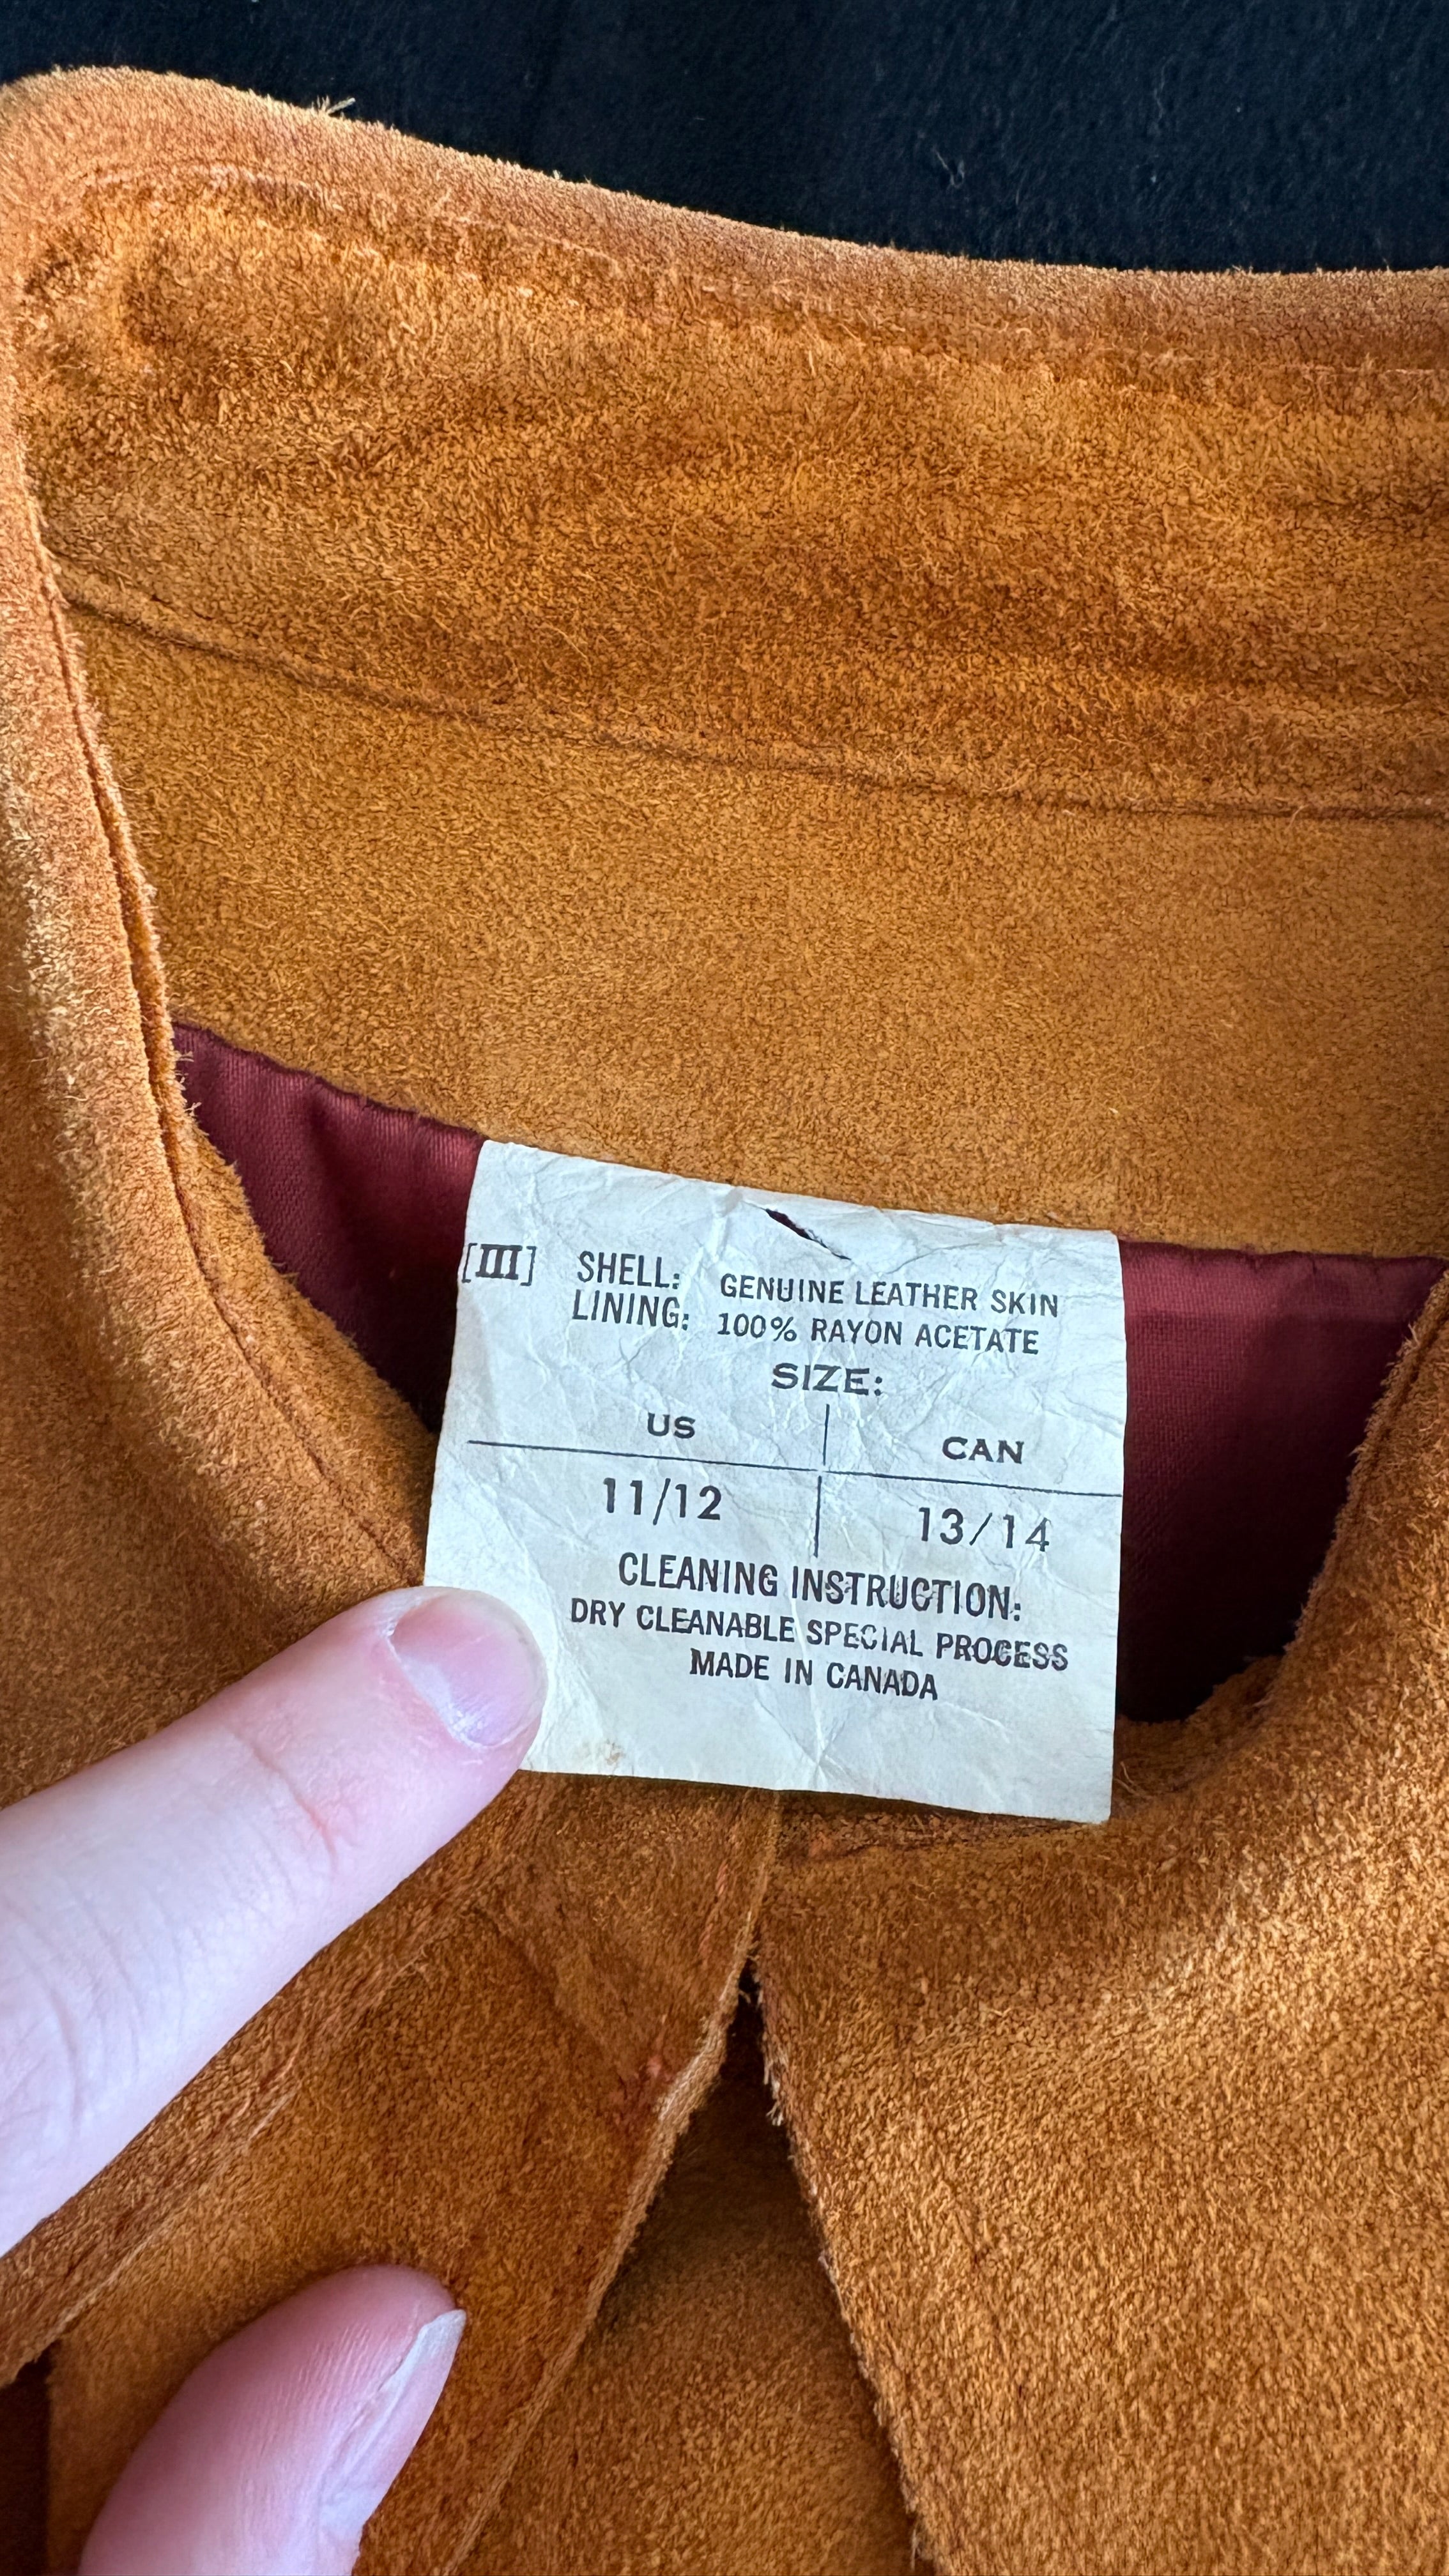 [III] SHELL: GENUINE LEATHER SKIN
LINING: 100% RAYON ACETATE
SIZE:
US CAN
11/12 13/14
CLEANING INSTRUCTION:
DRY CLEANABLE SPECIAL PROCESS
MADE IN CANADA